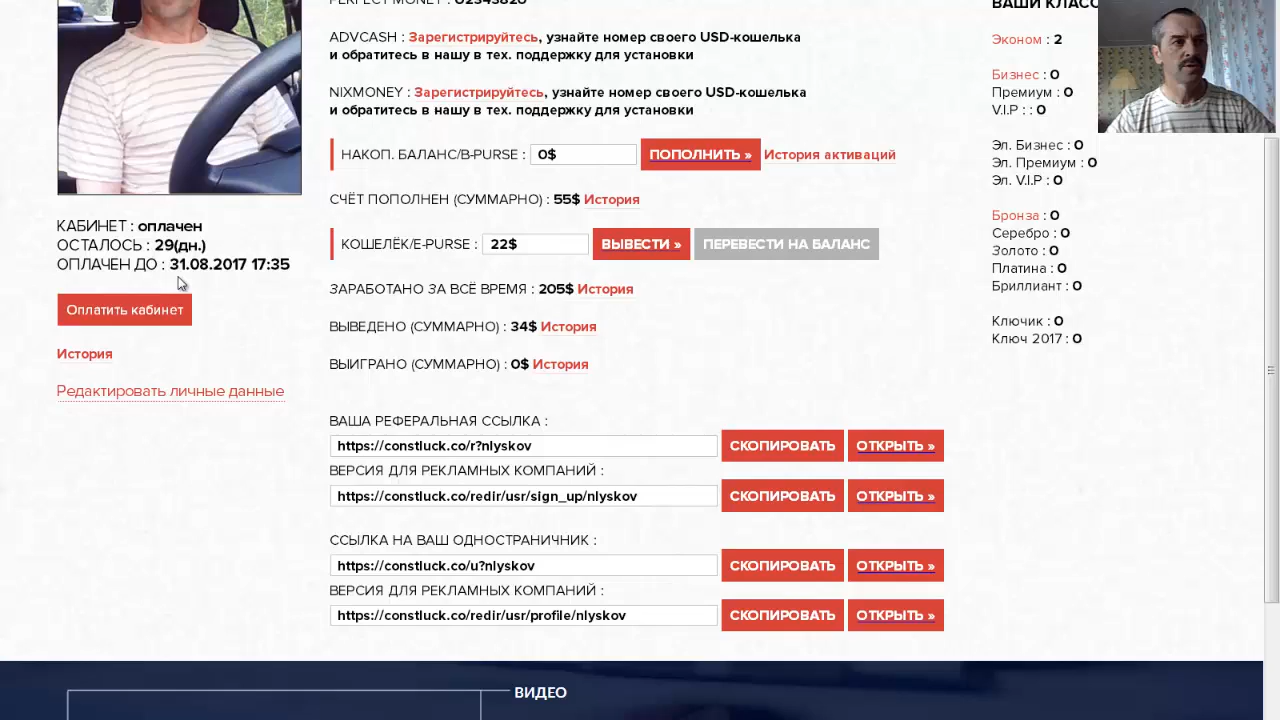 ВАШИ КЛАСС
ADVCASH : Зарегистрируйтесь, узнайте номер своего USD-кошелька
и обратитесь в нашу в тех. поддержку для установки
NIXMONEY : Зарегистрируйтесь, узнайте номер своего USD-кошелька
и обратитесь в нашу в тех. поддержку для установки
НАКОП. БАЛАНС/B-PURSE : 0$ ПОПОЛНИТЬ » История активаций
СЧЁТ ПОПОЛНЕН (СУММАРНО) : 55$ История
КОШЕЛЁК/E-PURSE : 22$ ВЫВЕСТИ » ПЕРЕВЕСТИ НА БАЛАНС
ЗАРАБОТАНО ЗА ВСЁ ВРЕМЯ : 205$ История
ВЫВЕДЕНО (СУММАРНО) : 34$ История
ВЫИГРАНО (СУММАРНО) : 0$ История
КАБИНЕТ : оплачен
ОСТАЛОСЬ : 29(дн.)
ОПЛАЧЕН ДО : 31.08.2017 17:35
Оплатить кабинет
История
Редактировать личные данные
ВАША РЕФЕРАЛЬНАЯ ССЫЛКА :
https://constluck.co/r?nlyskov СКОПИРОВАТЬ ОТКРЫТЬ »
ВЕРСИЯ ДЛЯ РЕКЛАМНЫХ КОМПАНИЙ :
https://constluck.co/redir/usr/sign_up/nlyskov СКОПИРОВАТЬ ОТКРЫТЬ »
ССЫЛКА НА ВАШ ОДНОСТРАНИЧНИК :
https://constluck.co/u?nlyskov СКОПИРОВАТЬ ОТКРЫТЬ »
ВЕРСИЯ ДЛЯ РЕКЛАМНЫХ КОМПАНИЙ :
https://constluck.co/redir/usr/profile/nlyskov СКОПИРОВАТЬ ОТКРЫТЬ »
Эконом : 2
Бизнес : 0
Премиум : 0
V.I.P : : 0
Эл. Бизнес : 0
Эл. Премиум : 0
Эл. V.I.P : 0
Бронза : 0
Серебро : 0
Золото : 0
Платина : 0
Бриллиант : 0
Ключик : 0
Ключ 2017 : 0
ВИДЕО